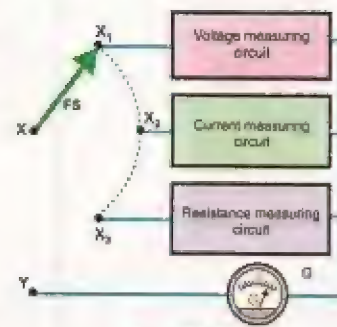 X₁
Voltage measuring
circuit
FS
X
X₂
Current measuring
circuit
Resistance measuring
circuit
X₃
Y
G